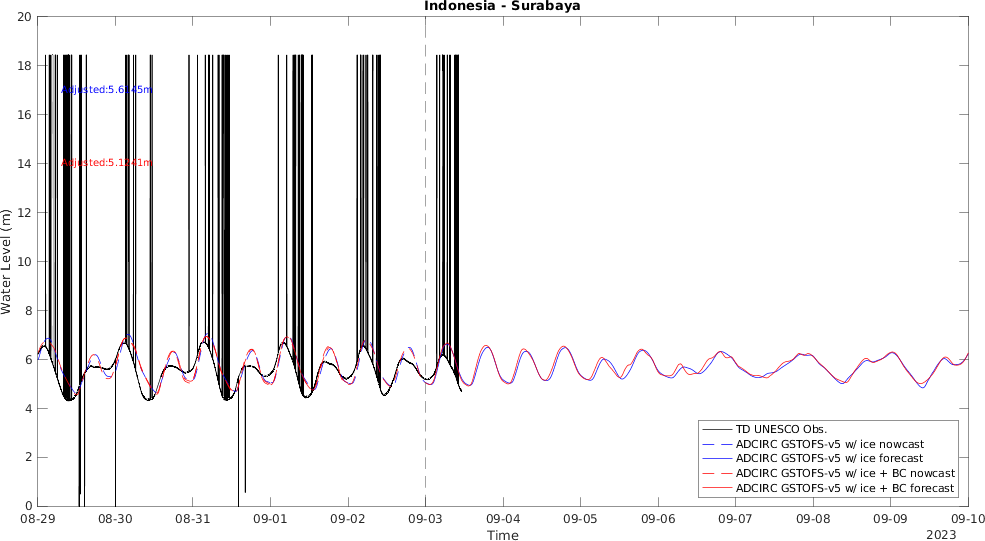 Indonesia - Surabaya
20
18
16
14
12
10
8
6
4
2
0
Water Level (m)
08-29 08-30 08-31 09-01 09-02 09-03 09-04 09-05 09-06 09-07 09-08 09-09 09-10
Time
2023
TD UNESCO Obs.
ADCIRC GSTOFS-v5 w/ ice nowcast
ADCIRC GSTOFS-v5 w/ ice forecast
ADCIRC GSTOFS-v5 w/ ice + BC nowcast
ADCIRC GSTOFS-v5 w/ ice + BC forecast